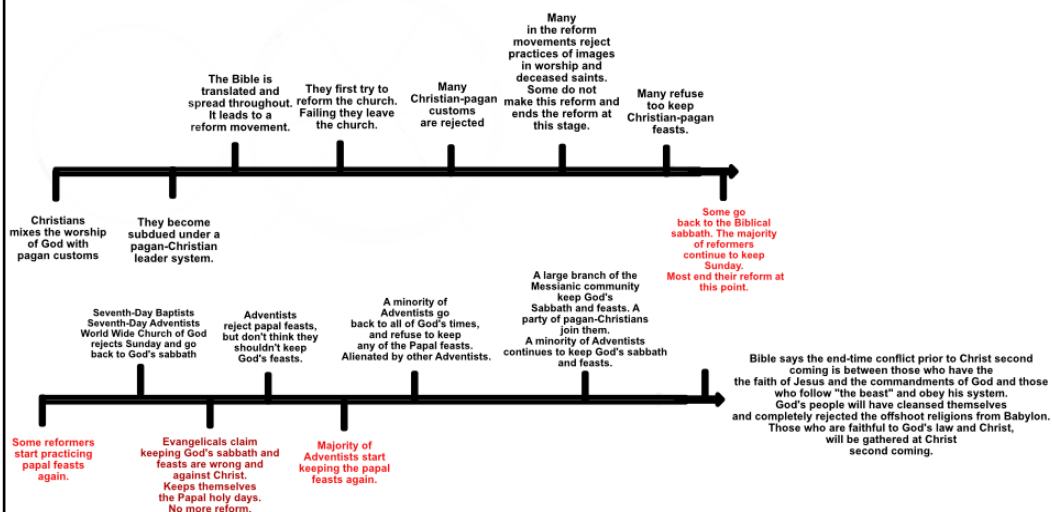 Christians
mixes the worship
of God with
pagan customs
They become
subdued under a
pagan-Christian
leader system.
The Bible is
translated and
spread throughout.
It leads to a
reform movement.
They first try to
reform the church.
Failing they leave
the church.
Many
Christian-pagan
customs
are rejected
Many
in the reform
movements reject
practices of images
in worship and
deceased saints.
Some do not
make this reform and
ends the reform at
this stage.
Many refuse
too keep
Christian-pagan
feasts.
Some go
back to the Biblical
sabbath. The majority
of reformers
continue to keep
Sunday.
Most end their reform at
this point.
Some reformers
start practicing
papal feasts
again.
Seventh-Day Baptists
Seventh-Day Adventists
World Wide Church of God
rejects Sunday and go
back to God's sabbath
Evangelicals claim
keeping God's sabbath and
feasts are wrong and
against Christ.
Keeps themselves
the Papal holy days.
No more reform.
Adventists
reject papal feasts,
but don't think they
shouldn't keep
God's feasts.
Majority of
Adventists start
keeping the papal
feasts again.
A minority of
Adventists go
back to all of God's times,
and refuse to keep
any of the Papal feasts.
Alienated by other Adventists.
A large branch of the
Messianic community
keep God's
Sabbath and feasts. A
party of pagan-Christians
join them.
A minority of Adventists
continues to keep God's sabbath
and feasts.
Bible says the end-time conflict prior to Christ second
coming is between those who have the
the faith of Jesus and the commandments of God and those
who follow "the beast" and obey his system.
God's people will have cleansed themselves
and completely rejected the offshoot religions from Babylon.
Those who are faithful to God's law and Christ,
will be gathered at Christ
second coming.